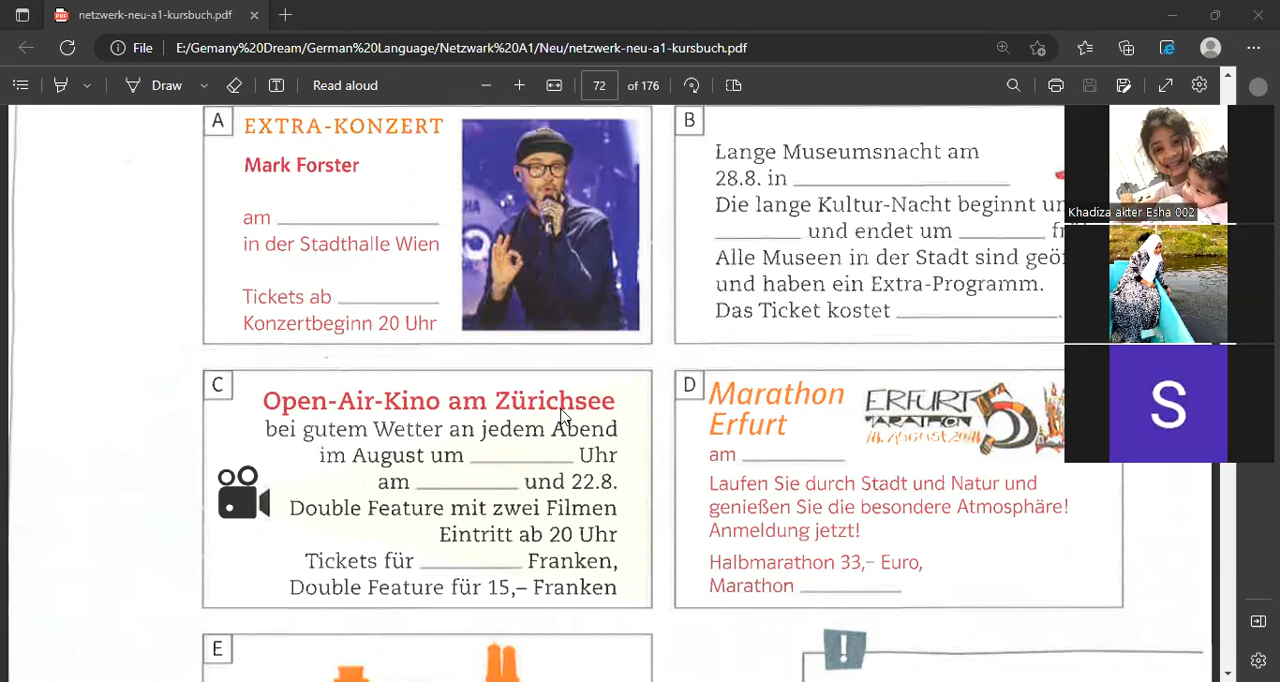 netzwerk-neu-a1-kursbuch.pdf
File
E:/Gemany%20Dream/German%20Language/Netzwark%20A1/Neu/netzwerk-neu-a1-kursbuch.pdf
Draw
Read aloud
72
of 176
A
EXTRA-KONZERT
Mark Forster
am
in der Stadthalle Wien
Tickets ab
Konzertbeginn 20 Uhr
B
Lange Museumsnacht am
28.8. in
Die lange Kultur-Nacht beginnt
und endet um
Alle Museen in der Stadt sind
und haben ein Extra-Programm.
Das Ticket kostet
Khadiza akter Esha 002
S
C
Open-Air-Kino am Zürichsee
bei gutem Wetter an jedem Abend
im August um Uhr
am und 22.8.
Double Feature mit zwei Filmen
Eintritt ab 20 Uhr
Tickets für Franken,
Double Feature für 15,– Franken
D
Marathon
Erfurt
ERFURT
MARATHON
5
am
Laufen Sie durch Stadt und Natur und
genießen Sie die besondere Atmosphäre!
Anmeldung jetzt!
Halbmarathon 33,– Euro,
Marathon
E
!